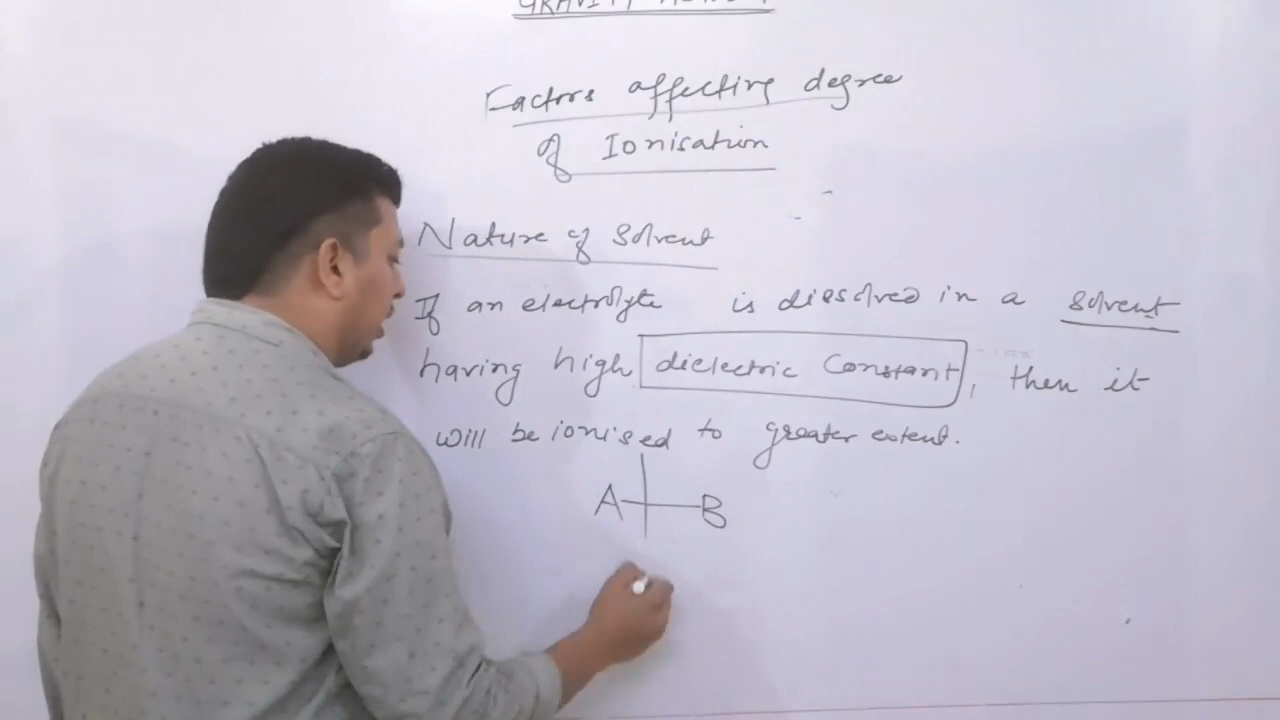 Factors affecting degree
of Ionisation
Nature of solvent
If an electrolyte is dissolved in a solvent
having high dielectric Constant, then it
will be ionised to greater extent.
A B